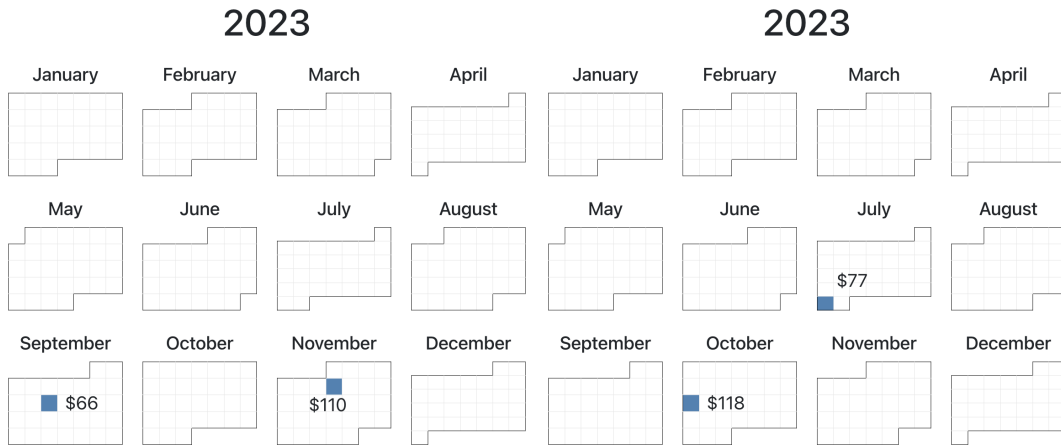 2023 2023
January February March April January February March April
May June July August May June July August
$77
September October November December September October November December
$66 $110 $118